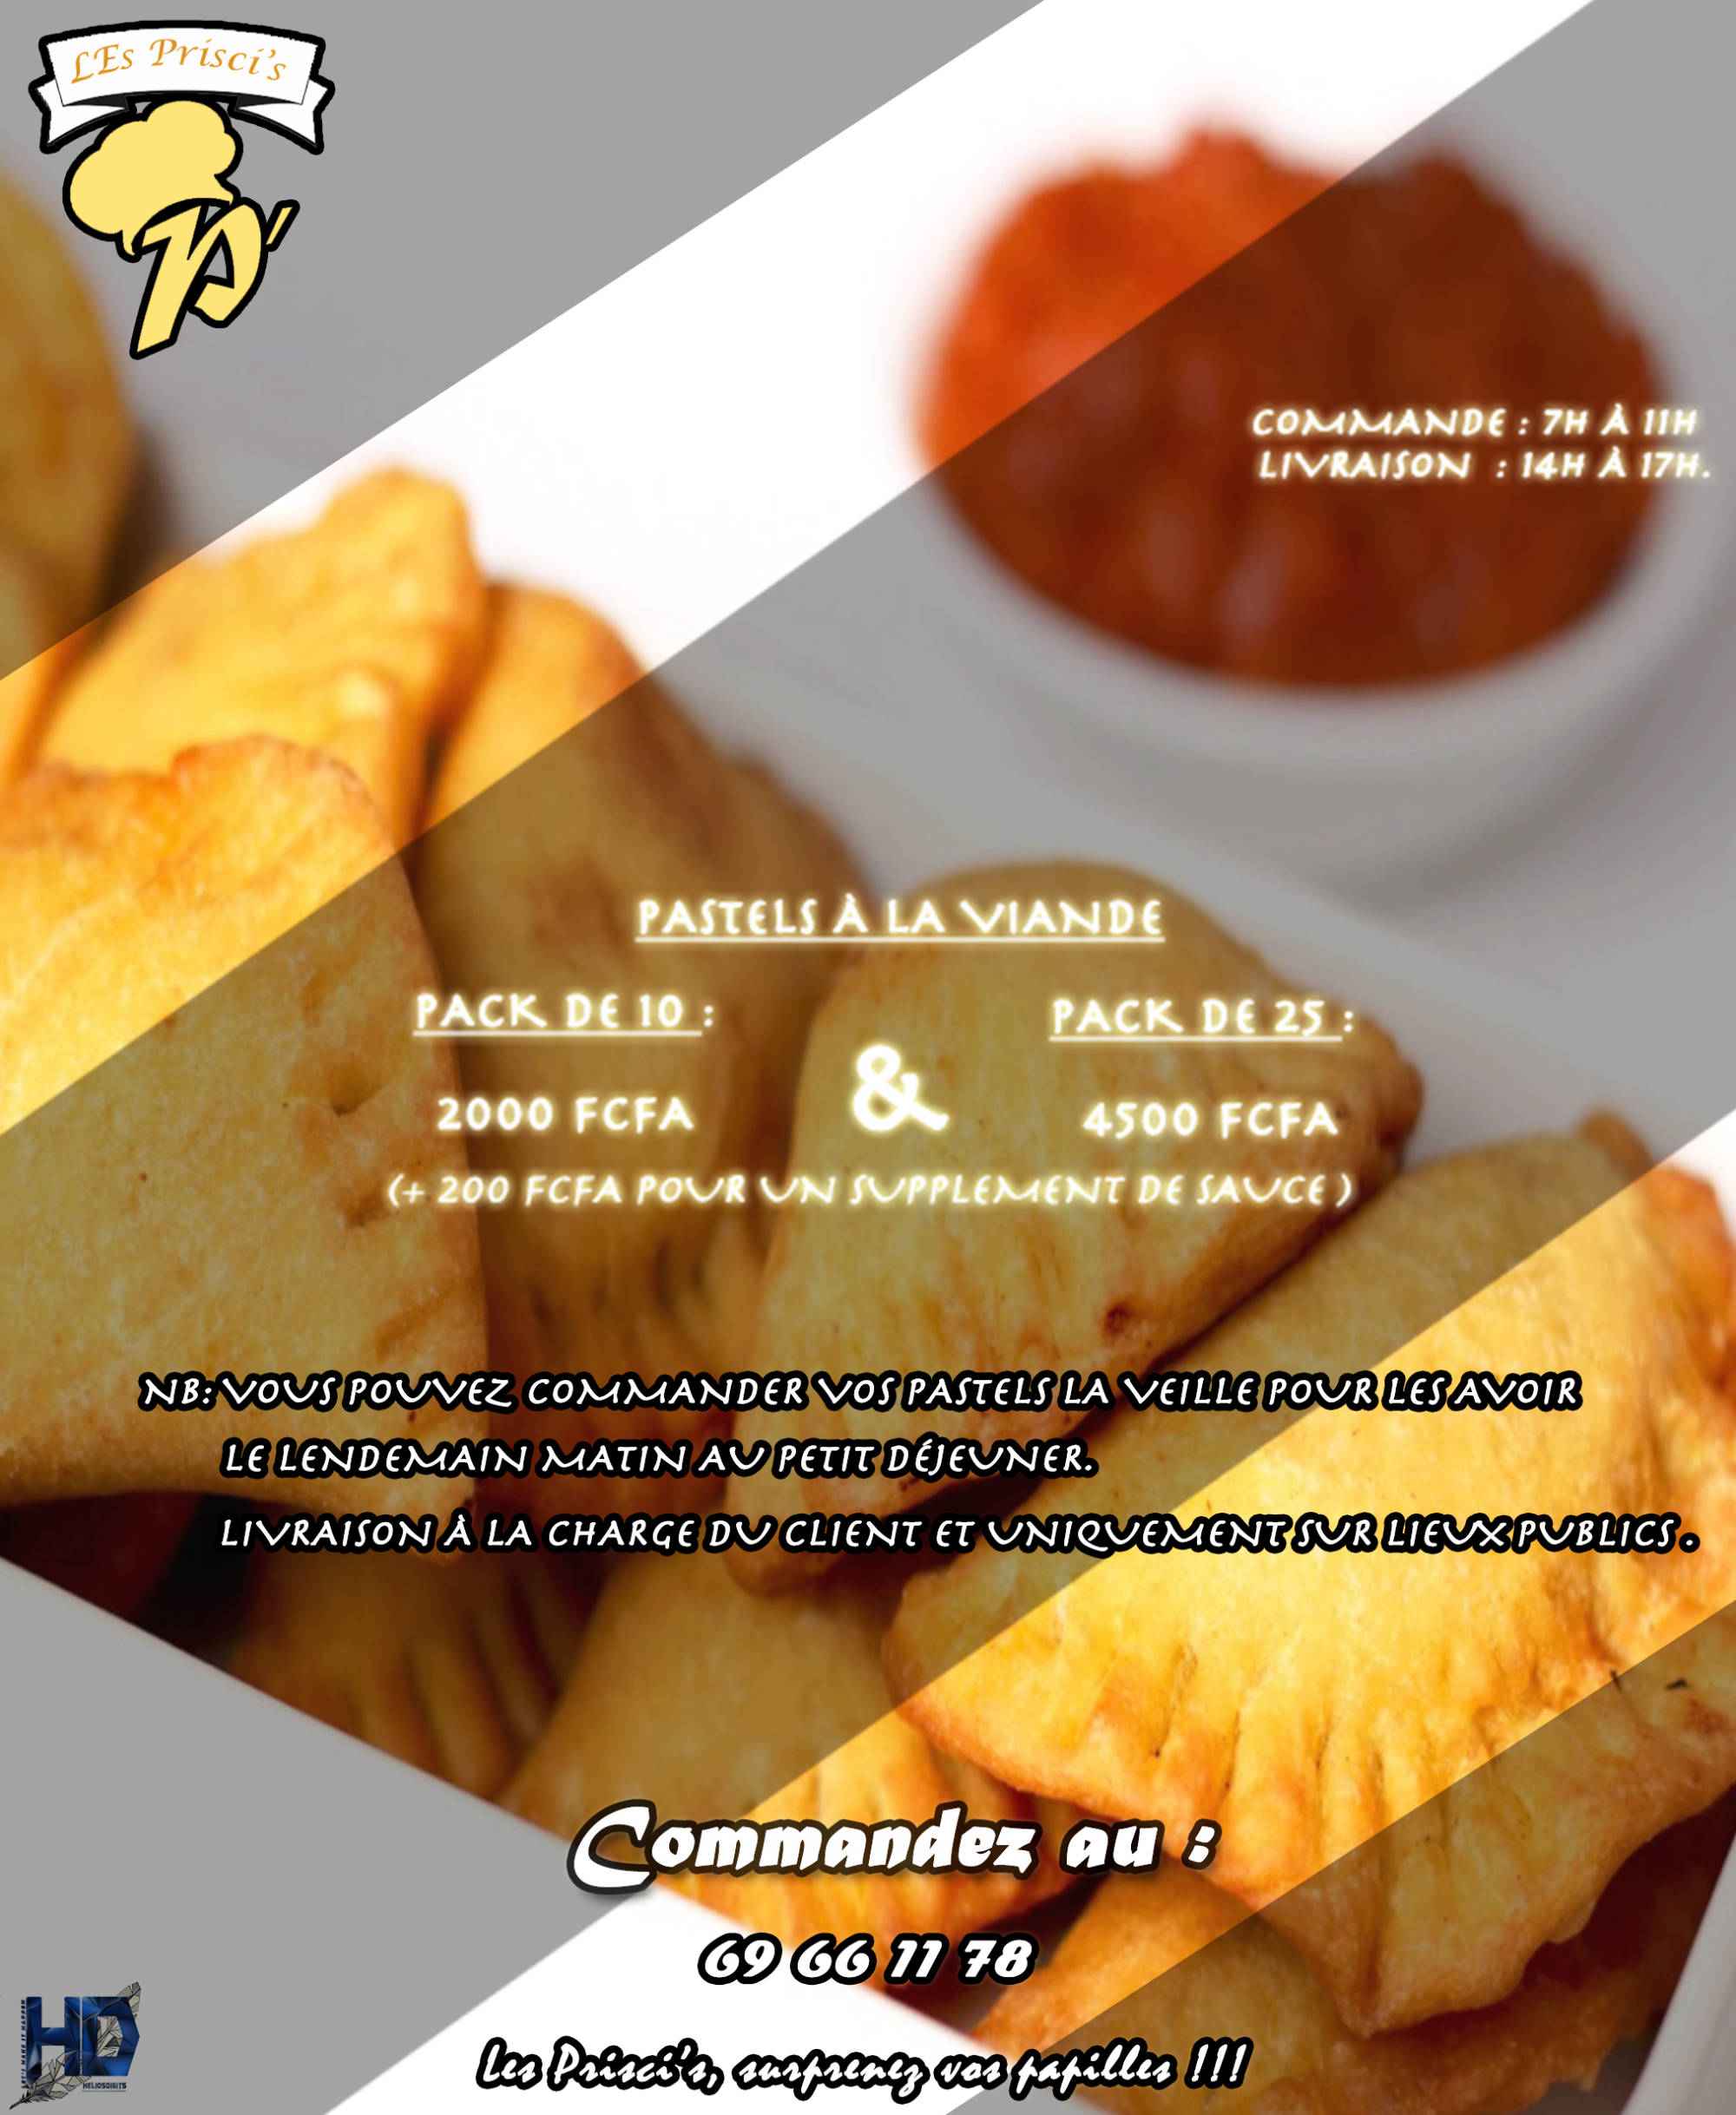 LEs Prisci's
COMMANDE : 7H À 11H
LIVRAISON : 14H À 17H.
PASTELS À LA VIANDE
PACK DE 10 :
PACK DE 25 :
2000 FCFA
&
4500 FCFA
(+ 200 FCFA POUR UN SUPPLEMENT DE SAUCE )
NB: VOUS POUVEZ COMMANDER VOS PASTELS LA VEILLE POUR LES AVOIR
LE LENDEMAIN MATIN AU PETIT DÉJEUNER.
LIVRAISON À LA CHARGE DU CLIENT ET UNIQUEMENT SUR LIEUX PUBLICS.
Commandez au :
69 66 11 78
Les Prisci's, surprenez vos papilles !!!
HD